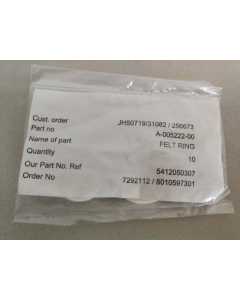 Cust. order JHS0719/31082 / 256673
Part no A-005222-00
Name of part FELT RING
Quantity 10
Our Part No. Ref 5412050307
Order No 7292112 / 8010597301